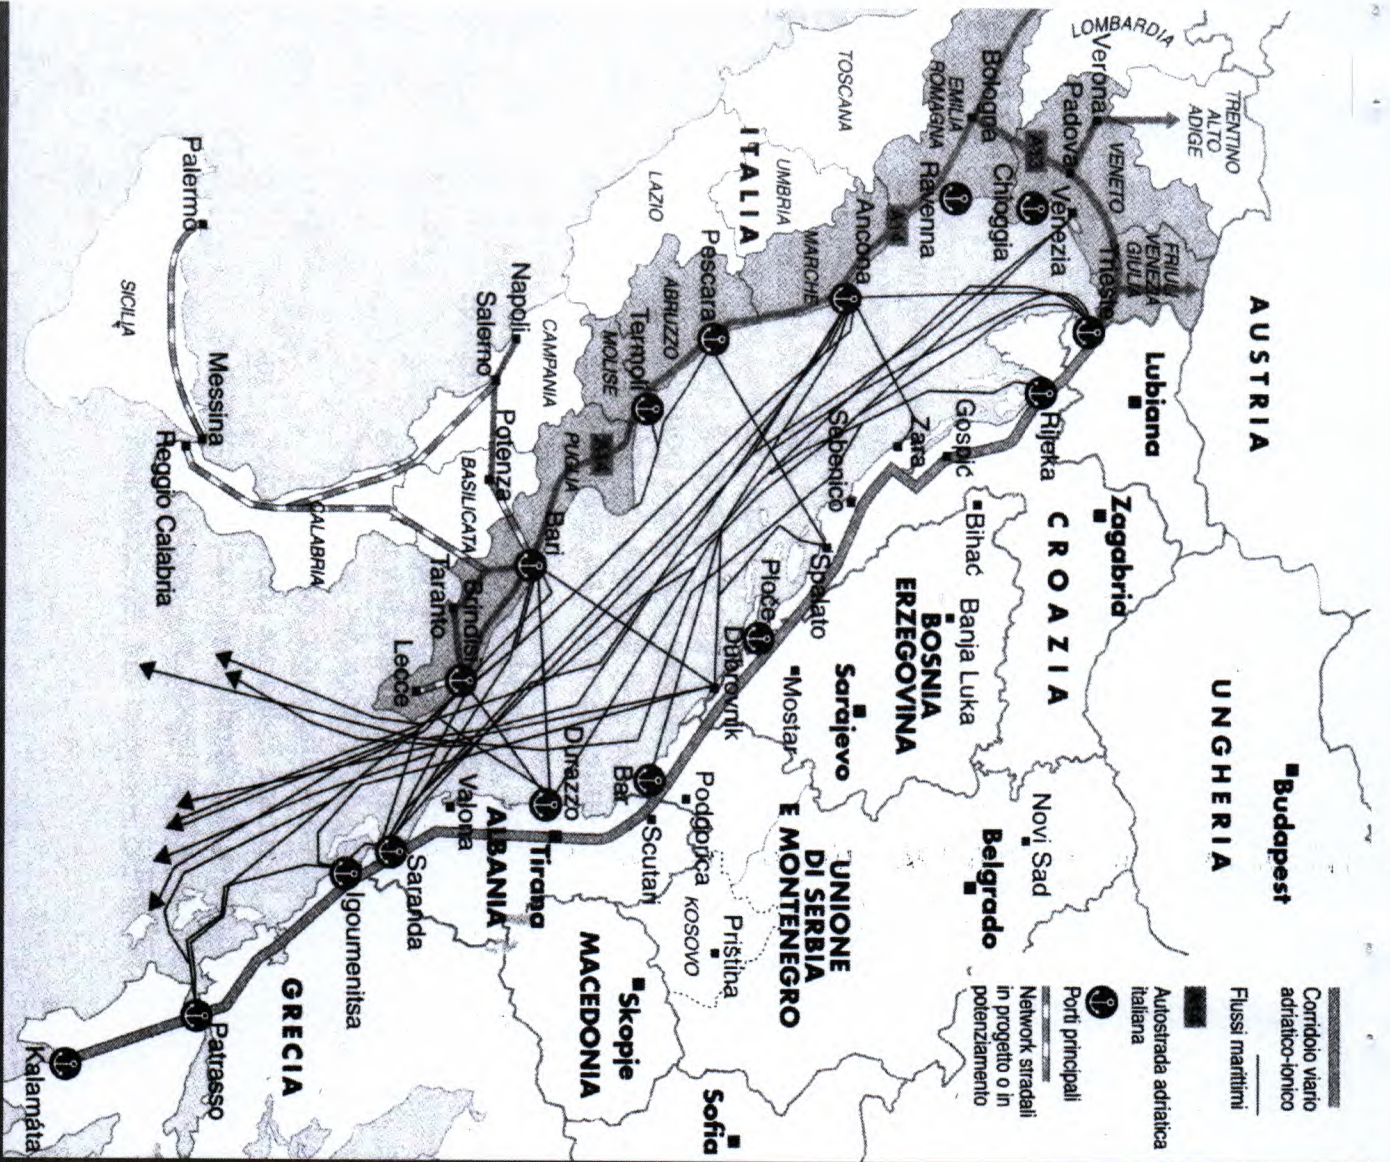 LOMBARDIA
TRENTINO
ALTO
ADIGE
Verona
Padova
VENETO
Venezia
Chioggia
FRIULI
VENEZIA
GIULIA
Trieste
Bologna
EMILIA
ROMAGNA
Ravenna
TOSCANA
UMBRIA
ITALIA
MARCHE
Ancona
LAZIO
Pescara
ABRUZZO
Termoli
MOLISE
Napoli
Salerno
CAMPANIA
PUGLIA
Potenza
BASILICATA
Bari
Taranto
Brindisi
Lecce
Palermo
SICILIA
Messina
Reggio Calabria
CALABRIA
AUSTRIA
Lubiana
Rijeka
Gospić
Zara
Sabenico
Spalato
Ploče
Dubrovnik
Zagabria
CROAZIA
Bihać
Banja Luka
BOSNIA
ERZEGOVINA
Sarajevo
Mostar
UNGHERIA
Budapest
Novi Sad
Belgrado
UNIONE
DI SERBIA
E MONTENEGRO
Podgorica
Bar
Scutari
KOSOVO
Priština
Durazzo
Tirana
Valona
ALBANIA
Saranda
Skopje
MACEDONIA
Sofia
Igoumenitsa
GRECIA
Patrasso
Kalamáta
Corridoio viario
adriatico-ionico
Flussi marittimi
Autostrada adriatica
italiana
Porti principali
Network stradali
in progetto o in
potenziamento